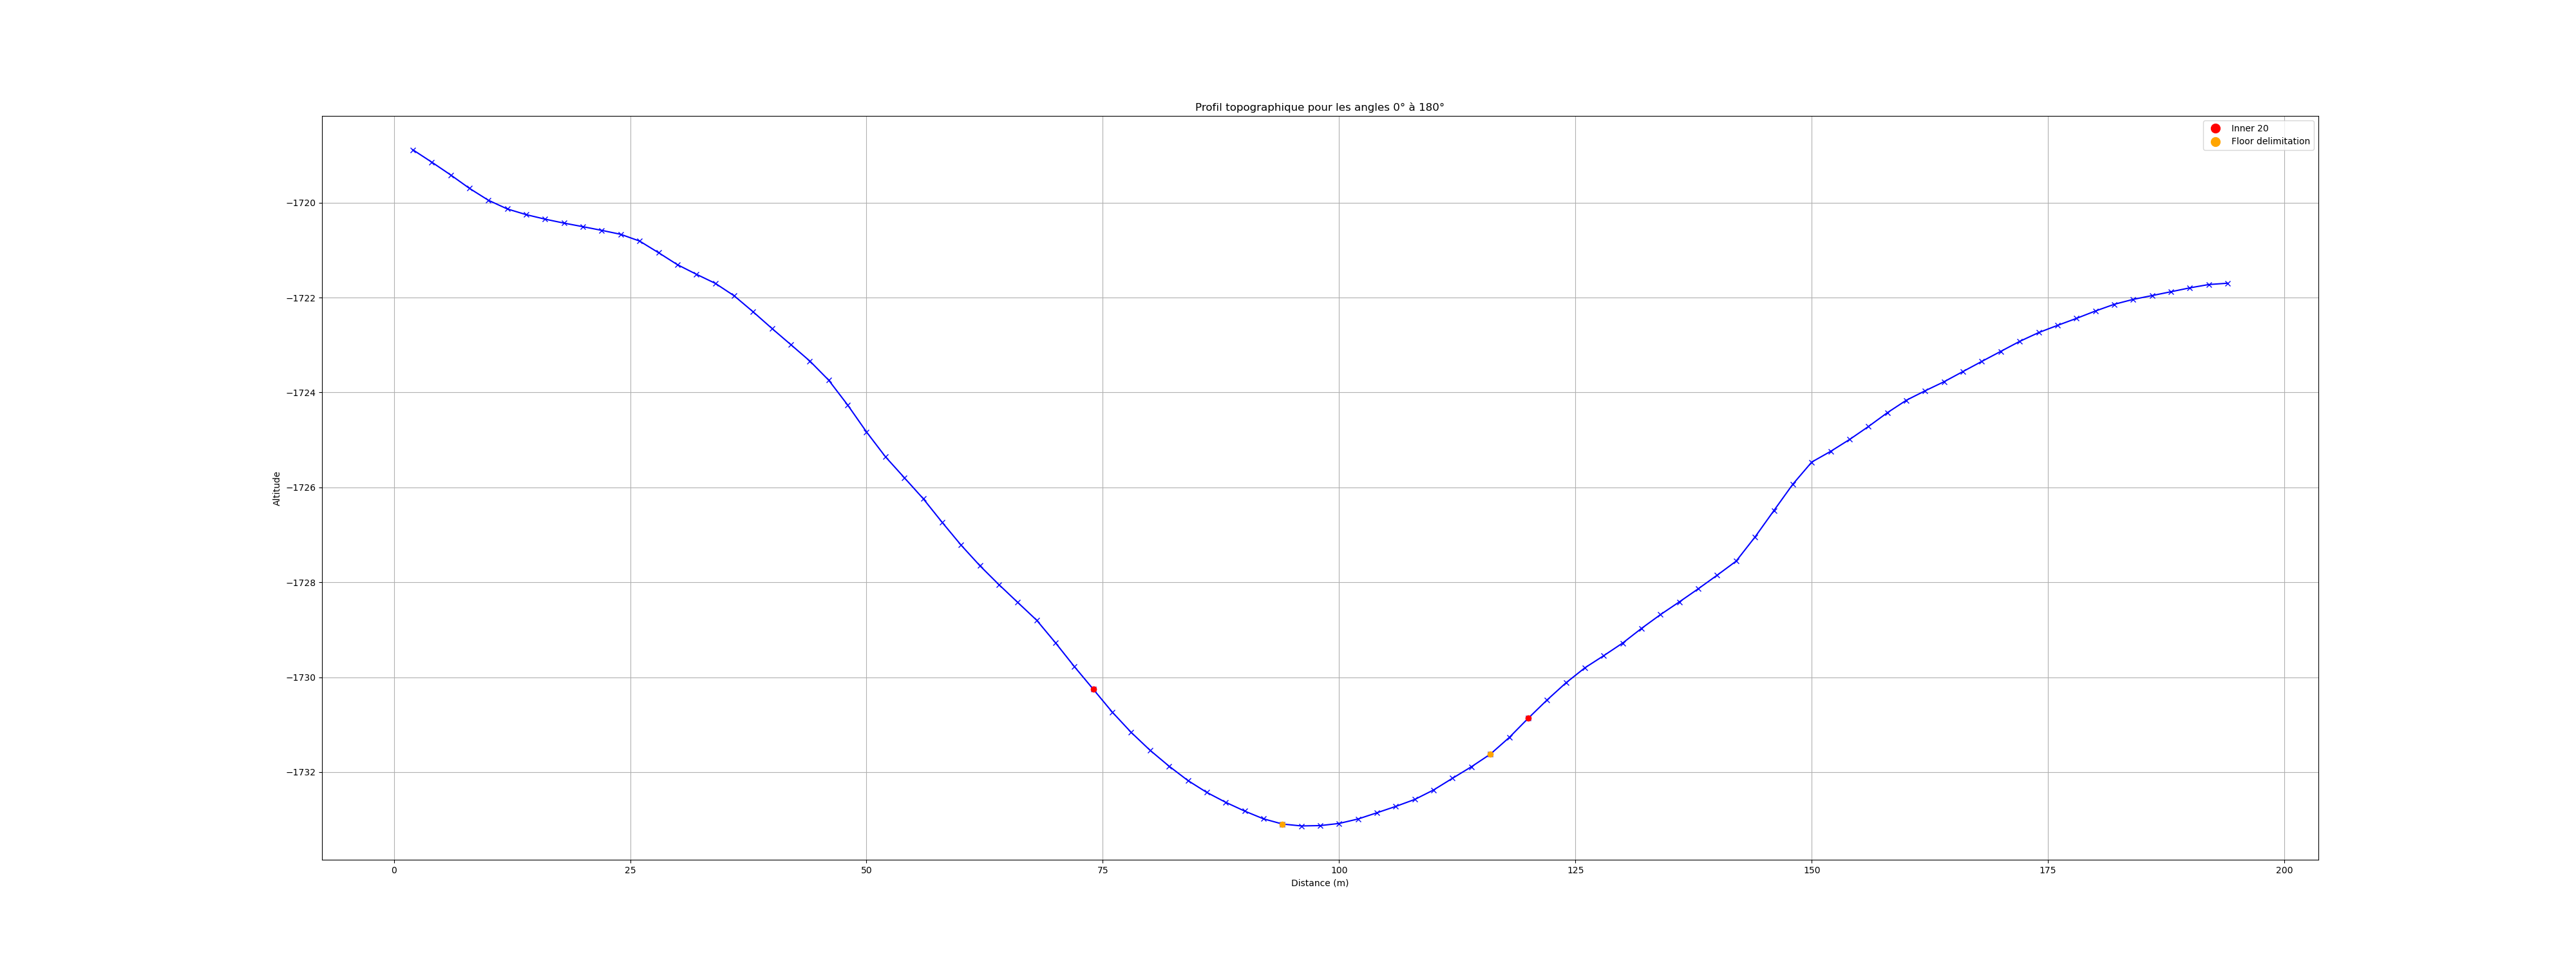 Profil topographique pour les angles 0° à 180°
Inner 20
Floor delimitation
−1720
−1722
−1724
−1726
−1728
−1730
−1732
Altitude
0 25 50 75 100 125 150 175 200
Distance (m)